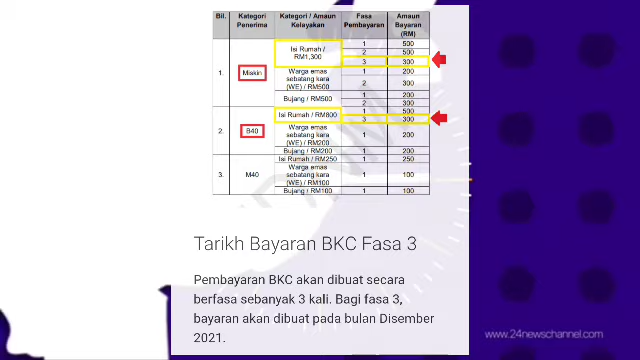 Bil. Kategori Penerima Kategori / Amaun Kelayakan Fasa Pembayaran Amaun Bayaran (RM)
1. Miskin Isi Rumah / RM1,300 1 500
2 500
3 300
Warga emas sebatang kara (WE) / RM500 1 200
2 300
Bujang / RM500 1 200
2 300
2. B40 Isi Rumah / RM800 1 500
3 300
Warga emas sebatang kara (WE) / RM200 1 200
Bujang / RM200 1 200
3. M40 Isi Rumah / RM250 1 250
Warga emas sebatang kara (WE) / RM100 1 100
Bujang / RM100 1 100
Tarikh Bayaran BKC Fasa 3
Pembayaran BKC akan dibuat secara
berfasa sebanyak 3 kali. Bagi fasa 3,
bayaran akan dibuat pada bulan Disember
2021.
www.24newschannel.com